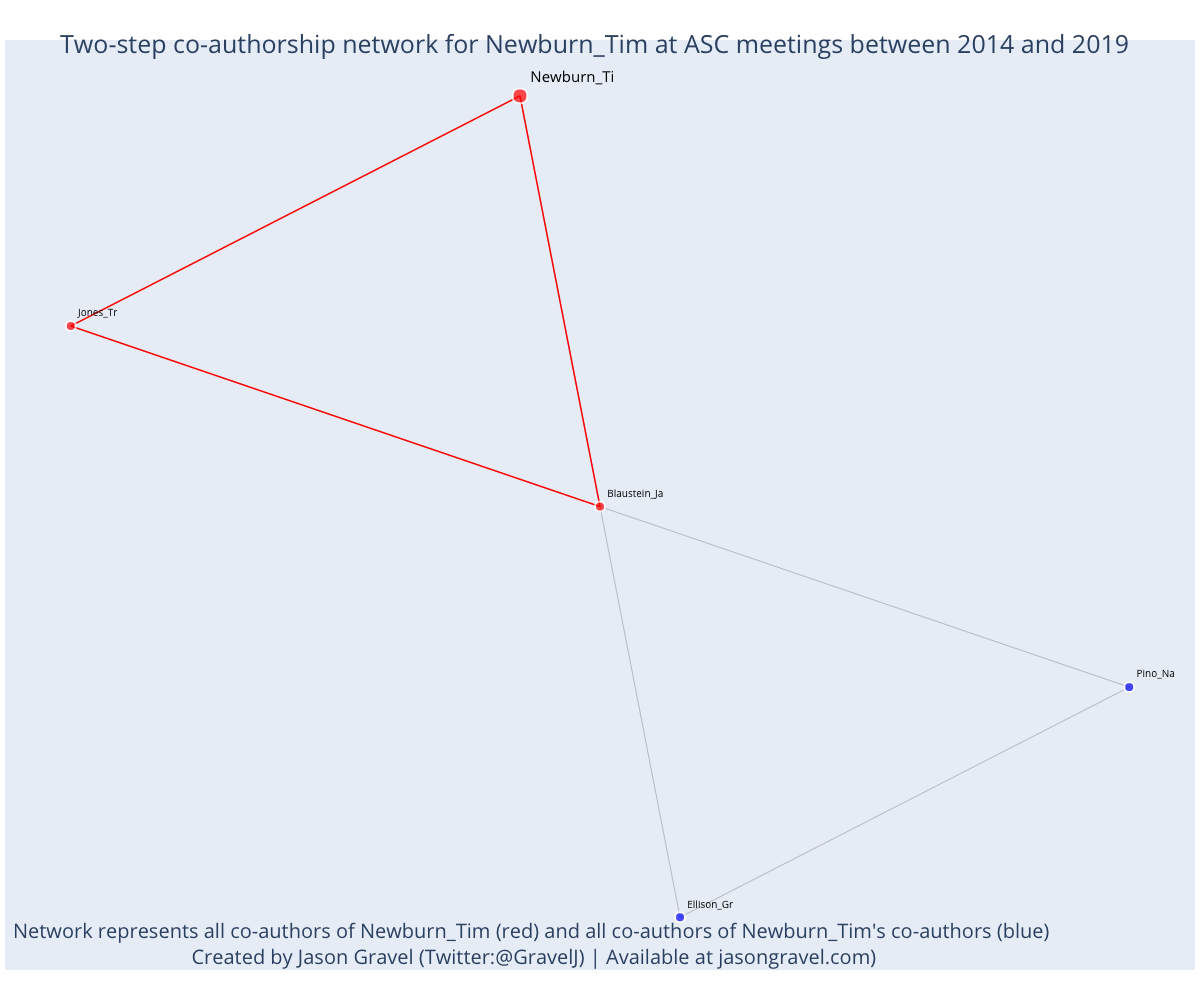 Two-step co-authorship network for Newburn_Tim at ASC meetings between 2014 and 2019
Newburn_Ti
Jones_Tr
Blaustein_Ja
Pino_Na
Ellison_Gr
Network represents all co-authors of Newburn_Tim (red) and all co-authors of Newburn_Tim's co-authors (blue)
Created by Jason Gravel (Twitter:@GravelJ) | Available at jasongravel.com)